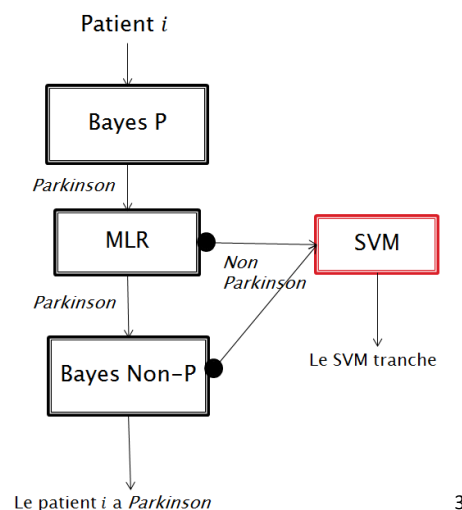 Patient i
Bayes P
Parkinson
MLR
SVM
Non
Parkinson
Parkinson
Bayes Non-P
Le SVM tranche
Le patient i a Parkinson
3